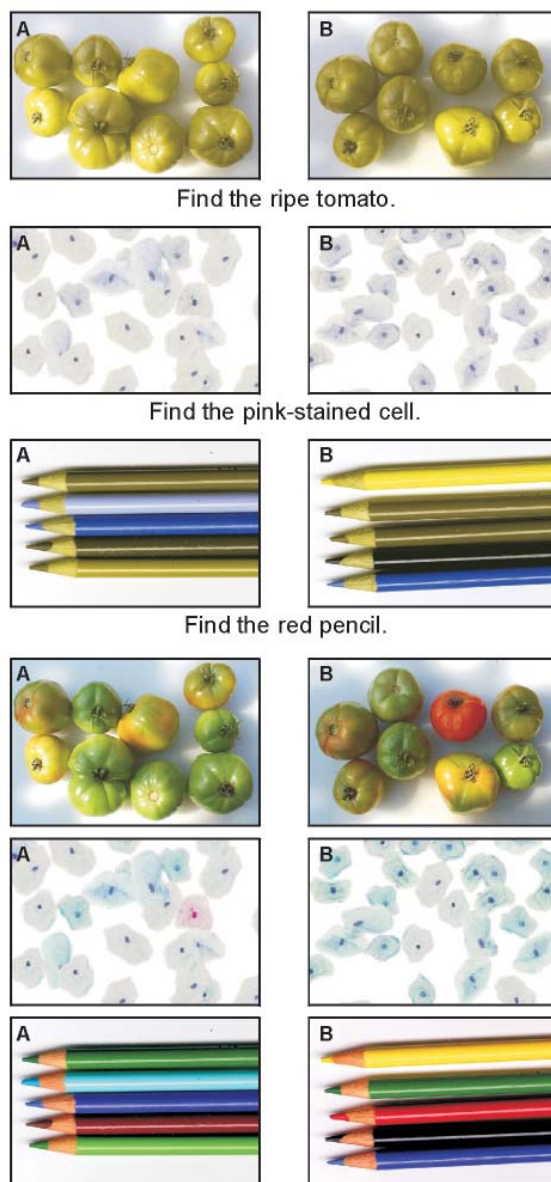 A B
Find the ripe tomato.
A B
Find the pink-stained cell.
A B
Find the red pencil.
A B
A B
A B